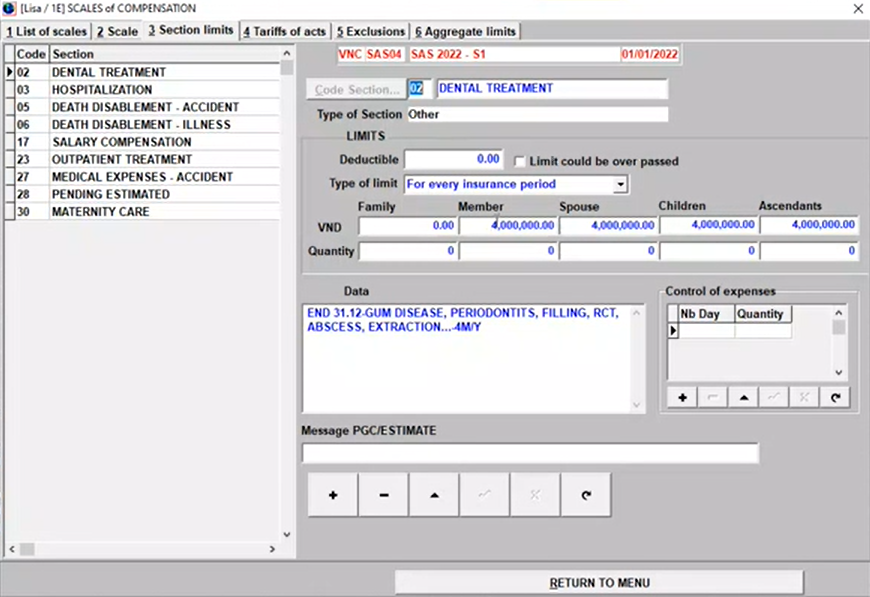 [Lisa / 1E] SCALES of COMPENSATION
1 List of scales 2 Scale 3 Section limits 4 Tariffs of acts 5 Exclusions 6 Aggregate limits
Code Section
02 DENTAL TREATMENT
03 HOSPITALIZATION
05 DEATH DISABLEMENT - ACCIDENT
06 DEATH DISABLEMENT - ILLNESS
17 SALARY COMPENSATION
23 OUTPATIENT TREATMENT
27 MEDICAL EXPENSES - ACCIDENT
28 PENDING ESTIMATED
30 MATERNITY CARE
VNC SAS04 SAS 2022 - S1 01/01/2022
Code Section... 02 DENTAL TREATMENT
Type of Section Other
LIMITS
Deductible 0.00 Limit could be over passed
Type of limit For every insurance period
Family Member Spouse Children Ascendants
VND 0.00 4,000,000.00 4,000,000.00 4,000,000.00 4,000,000.00
Quantity 0 0 0 0 0
Data
END 31.12-GUM DISEASE, PERIODONTITS, FILLING, RCT,
ABSCESS, EXTRACTION...-4M/Y
Control of expenses
Nb Day Quantity
Message PGC/ESTIMATE
RETURN TO MENU